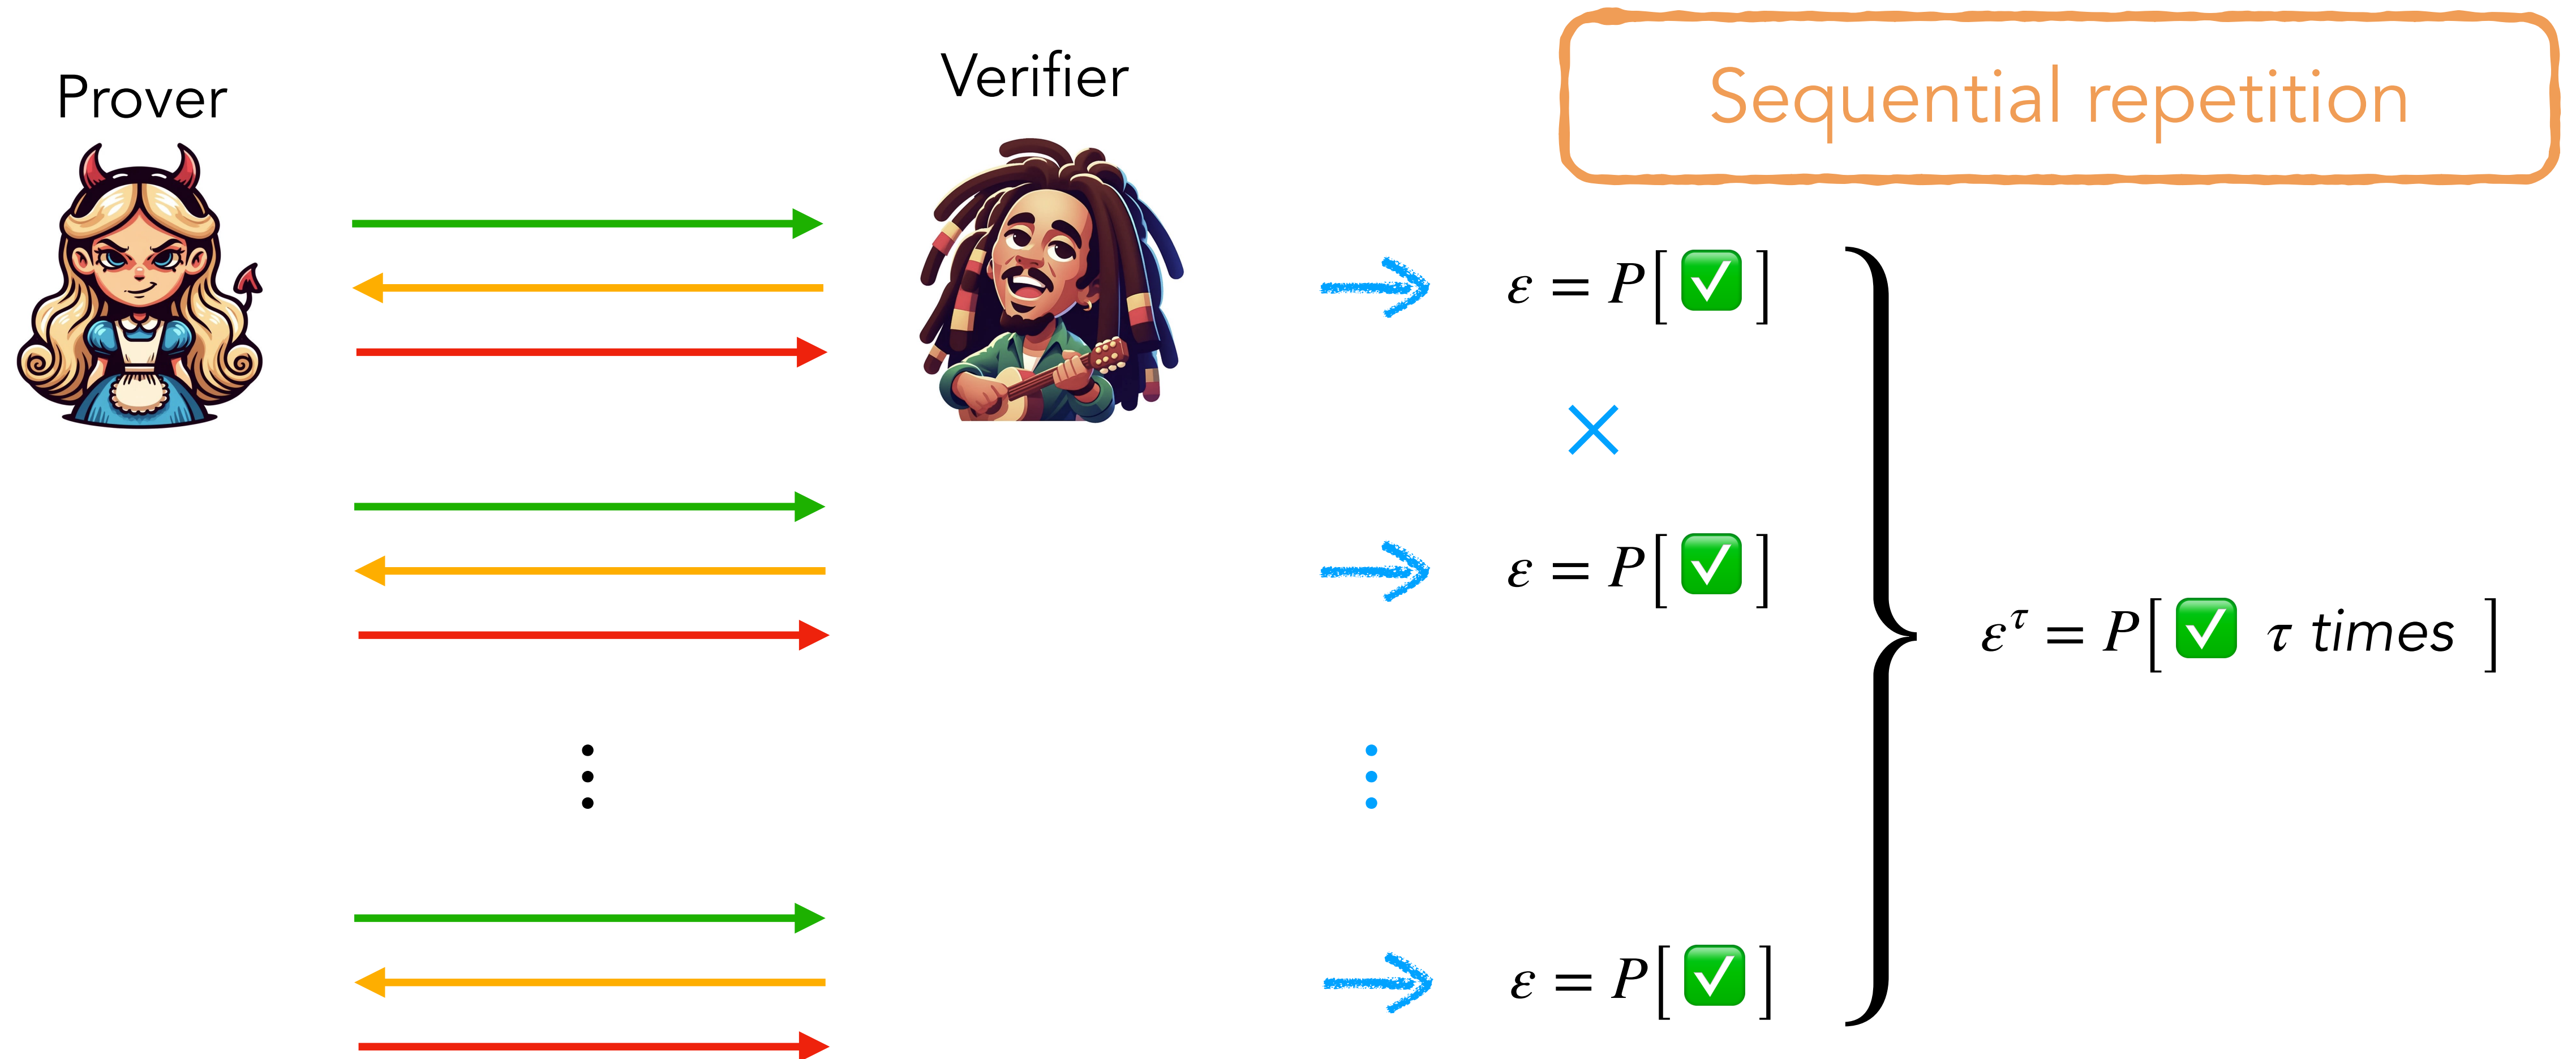 Prover
Verifier
Sequential repetition
ε = P[ ✅ ]
×
ε = P[ ✅ ]
⋮
⋮
ε^τ = P[ ✅ τ times ]
ε = P[ ✅ ]